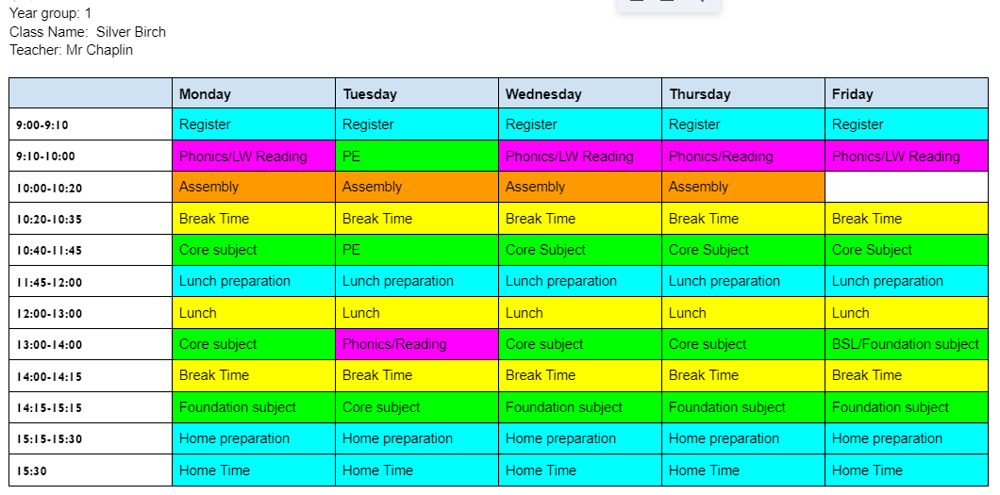 Year group: 1
Class Name:  Silver Birch
Teacher: Mr Chaplin
Monday Tuesday Wednesday Thursday Friday
9:00-9:10 Register Register Register Register Register
9:10-10:00 Phonics/LW Reading PE Phonics/LW Reading Phonics/Reading Phonics/LW Reading
10:00-10:20 Assembly Assembly Assembly Assembly
10:20-10:35 Break Time Break Time Break Time Break Time Break Time
10:40-11:45 Core subject PE Core Subject Core Subject Core Subject
11:45-12:00 Lunch preparation Lunch preparation Lunch preparation Lunch preparation Lunch preparation
12:00-13:00 Lunch Lunch Lunch Lunch Lunch
13:00-14:00 Core subject Phonics/Reading Core subject Core subject BSL/Foundation subject
14:00-14:15 Break Time Break Time Break Time Break Time Break Time
14:15-15:15 Foundation subject Core subject Foundation subject Foundation subject Foundation subject
15:15-15:30 Home preparation Home preparation Home preparation Home preparation Home preparation
15:30 Home Time Home Time Home Time Home Time Home Time